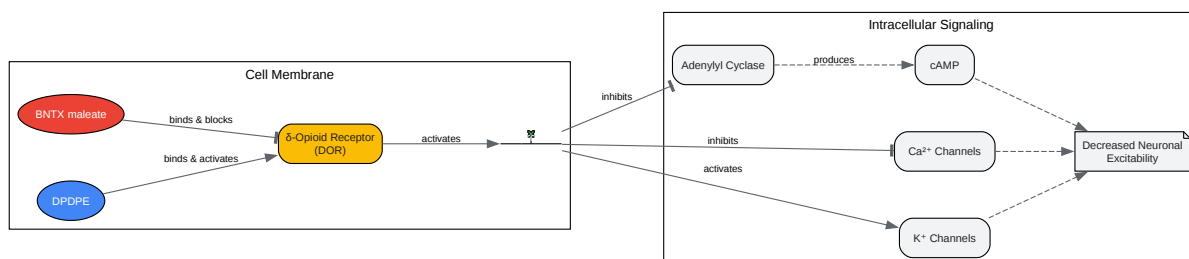 Intracellular Signaling
Cell Membrane
Adenylyl Cyclase
produces
cAMP
BNTX maleate
binds & blocks
inhibits
δ-Opioid Receptor
(DOR)
activates
inhibits
Ca²⁺ Channels
Decreased Neuronal
Excitability
binds & activates
activates
DPDPE
K⁺ Channels